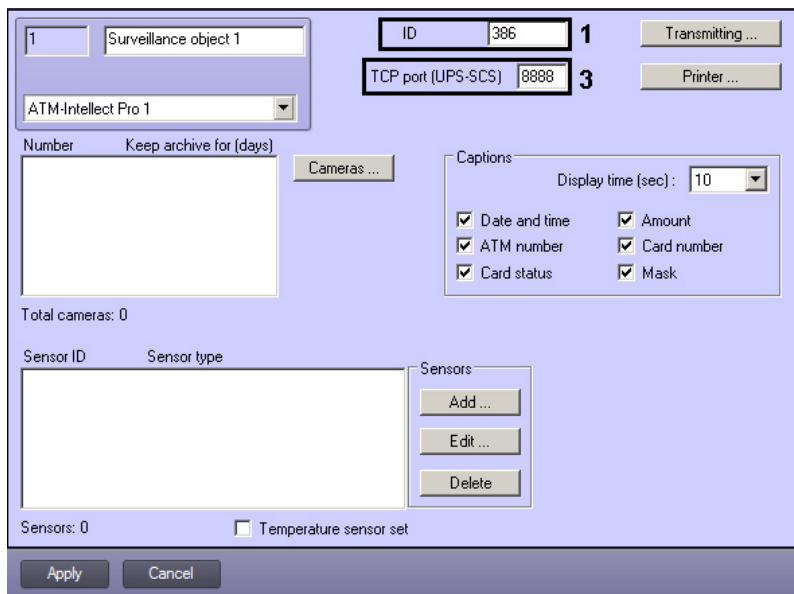 1 Surveillance object 1 ID 386 1 Transmitting ...
TCP port (UPS-SCS) 8888 3 Printer ...
ATM-Intellect Pro 1
Number Keep archive for (days)
Cameras ...
Captions
Display time (sec) : 10
Date and time Amount
ATM number Card number
Card status Mask
Total cameras: 0
Sensor ID Sensor type
Sensors
Add ...
Edit ...
Delete
Sensors: 0 Temperature sensor set
Apply Cancel